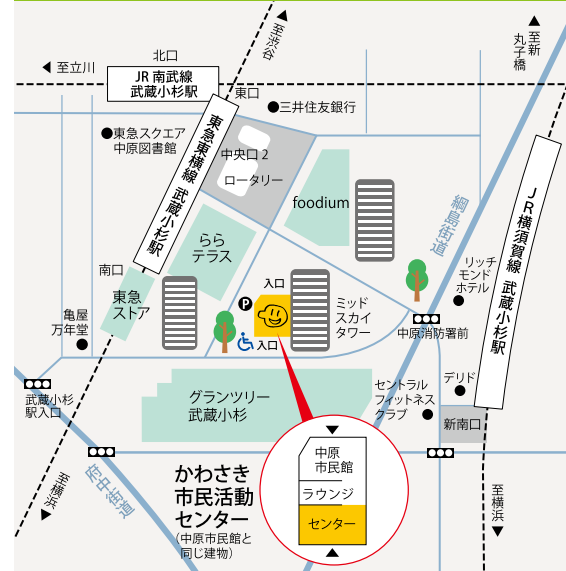 至渋谷
至新
丸子橋
北口
至立川
JR 南武線
武蔵小杉駅
東口
三井住友銀行
東急スクエア
中原図書館
東急東横線 武蔵小杉駅
中央口 2
ロータリー
foodium
綱島街道
JR横須賀線 武蔵小杉駅
らら
テラス
リッチ
モンド
ホテル
南口
東急
ストア
入口
P
ミッド
スカイ
タワー
亀屋
万年堂
入口
中原消防署前
武蔵小杉
駅入口
グランツリー
武蔵小杉
セントラル
フィットネス
クラブ
デリド
新南口
中原
市民館
ラウンジ
センター
かわさき
市民活動
センター
(中原市民館と
同じ建物)
至横浜
府中街道
至横浜